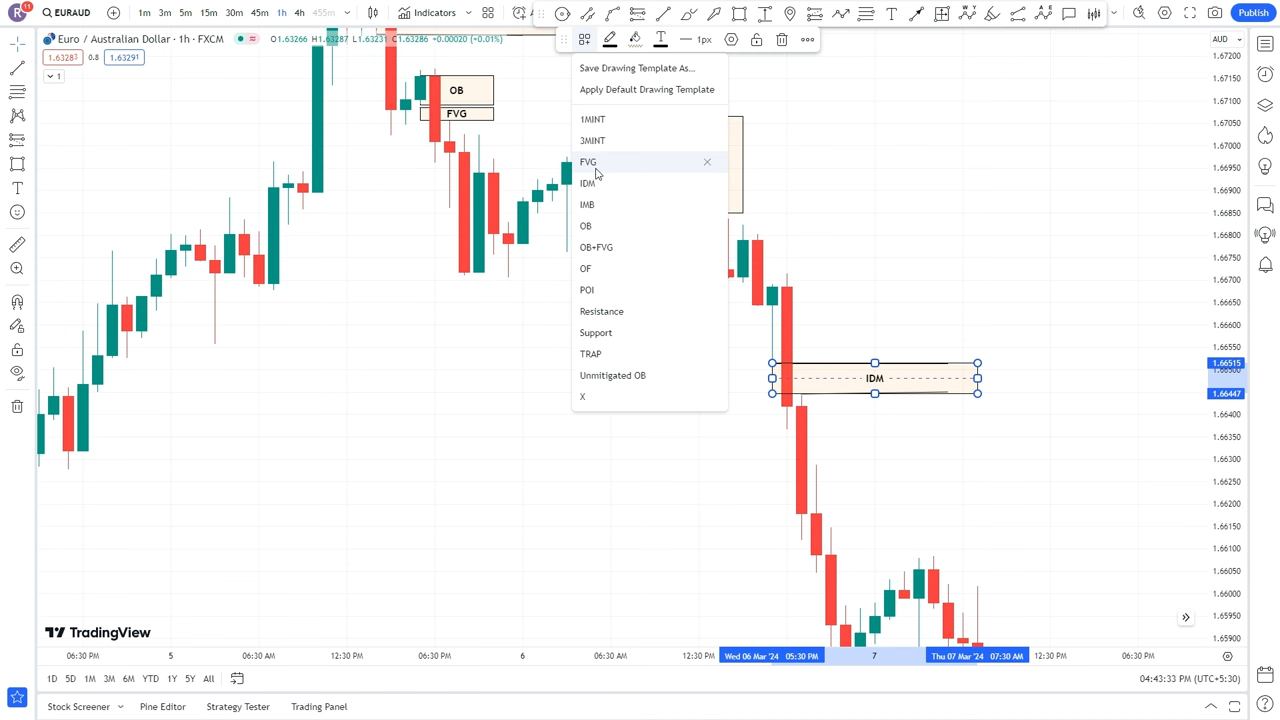 R
11
EURAUD
1m
3m
5m
15m
30m
45m
1h
4h
455m
Indicators
Publish
Euro / Australian Dollar · 1h · FXCM
O1.63266 H1.63287 L1.63231 C1.63286 +0.00020 (+0.01%)
1.63283
0.8
1.63291
1
1px
AUD
Save Drawing Template As...
Apply Default Drawing Template
1MINT
3MINT
FVG
IDM
IMB
OB
OB+FVG
OF
POI
Resistance
Support
TRAP
Unmitigated OB
X
OB
FVG
IDM
1.67200
1.67150
1.67100
1.67050
1.67000
1.66950
1.66900
1.66850
1.66800
1.66750
1.66700
1.66650
1.66600
1.66550
1.66515
1.66500
1.66447
1.66400
1.66350
1.66300
1.66250
1.66200
1.66150
1.66100
1.66050
1.66000
1.65950
1.65900
TradingView
06:30 PM
5
06:30 AM
12:30 PM
06:30 PM
6
06:30 AM
12:30 PM
Wed 06 Mar '24 05:30 PM
7
Thu 07 Mar '24 07:30 AM
12:30 PM
06:30 PM
1D
5D
1M
3M
6M
YTD
1Y
5Y
All
04:43:33 PM (UTC+5:30)
Stock Screener
Pine Editor
Strategy Tester
Trading Panel